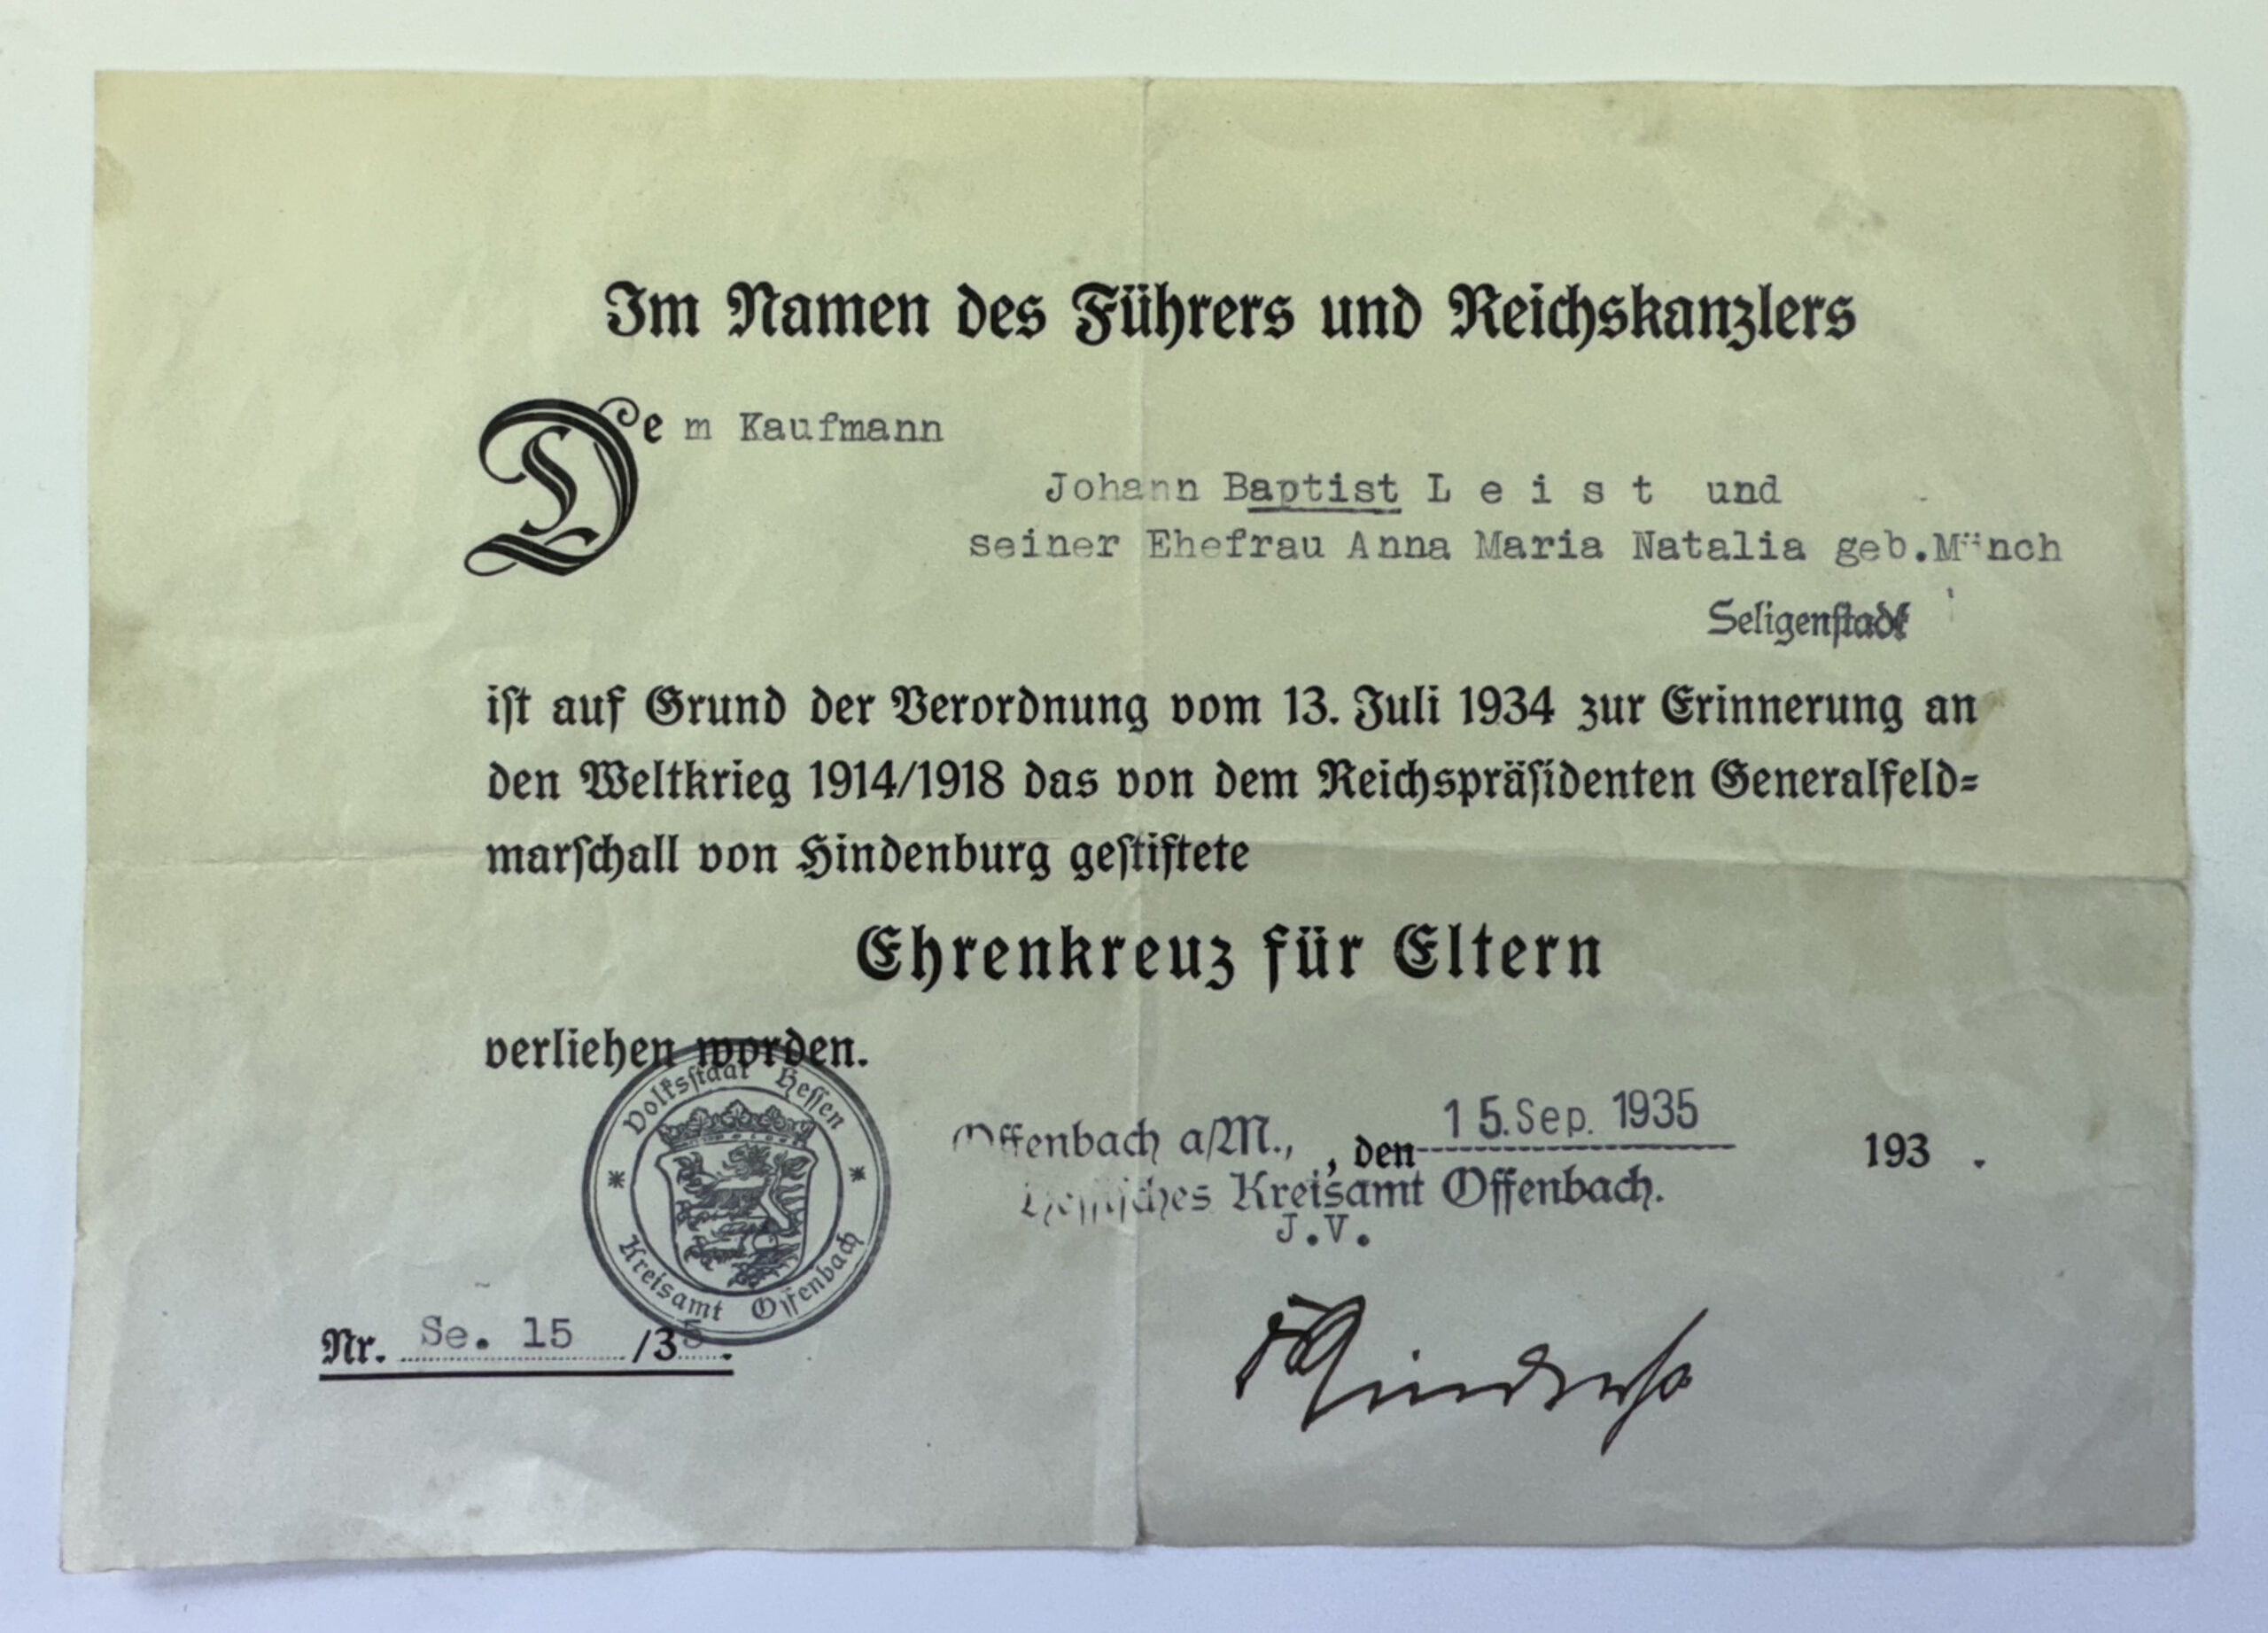 Im Namen des Führers und Reichskanzlers
Dem Kaufmann
Johann Baptist Leist und
seiner Ehefrau Anna Maria Natalia geb.Münch
Seligenstadt
ist auf Grund der Verordnung vom 13. Juli 1934 zur Erinnerung an
den Weltkrieg 1914/1918 das von dem Reichspräsidenten Generalfeld=
marschall von Hindenburg gestiftete
Ehrenkreuz für Eltern
verliehen worden.
Volksstaat Hessen
Kreisamt Offenbach
Offenbach a/M., , den 15. Sep. 1935 193 .
Hessisches Kreisamt Offenbach.
J.V.
Nr. Se. 15 /35.